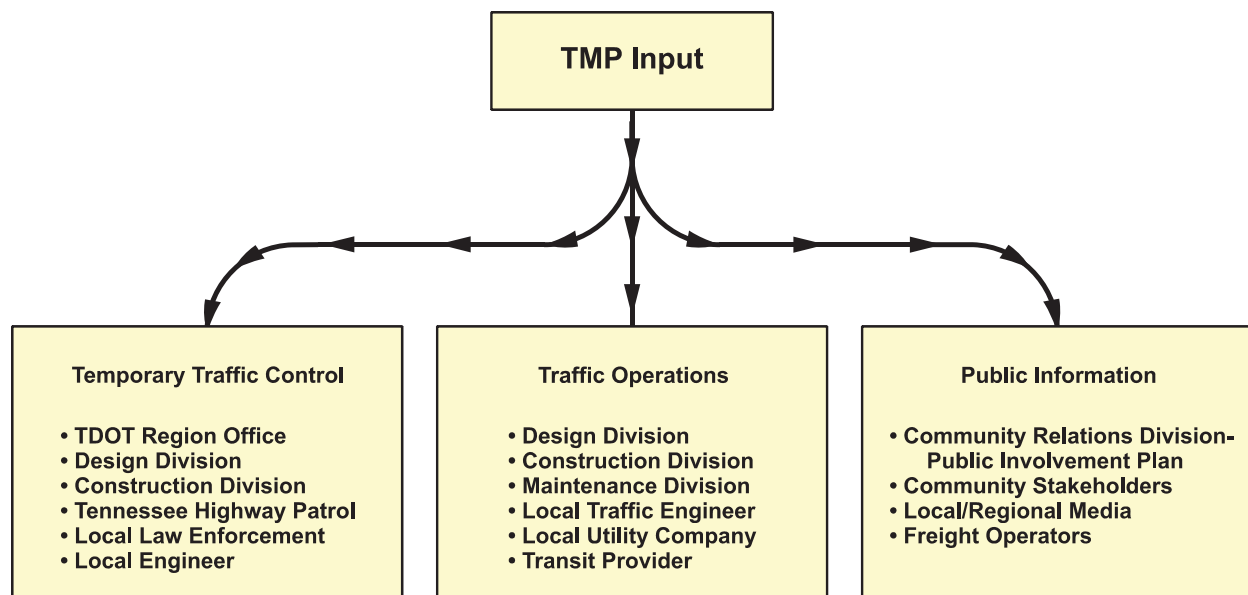 TMP Input
Temporary Traffic Control
• TDOT Region Office
• Design Division
• Construction Division
• Tennessee Highway Patrol
• Local Law Enforcement
• Local Engineer
Traffic Operations
• Design Division
• Construction Division
• Maintenance Division
• Local Traffic Engineer
• Local Utility Company
• Transit Provider
Public Information
• Community Relations Division-
Public Involvement Plan
• Community Stakeholders
• Local/Regional Media
• Freight Operators